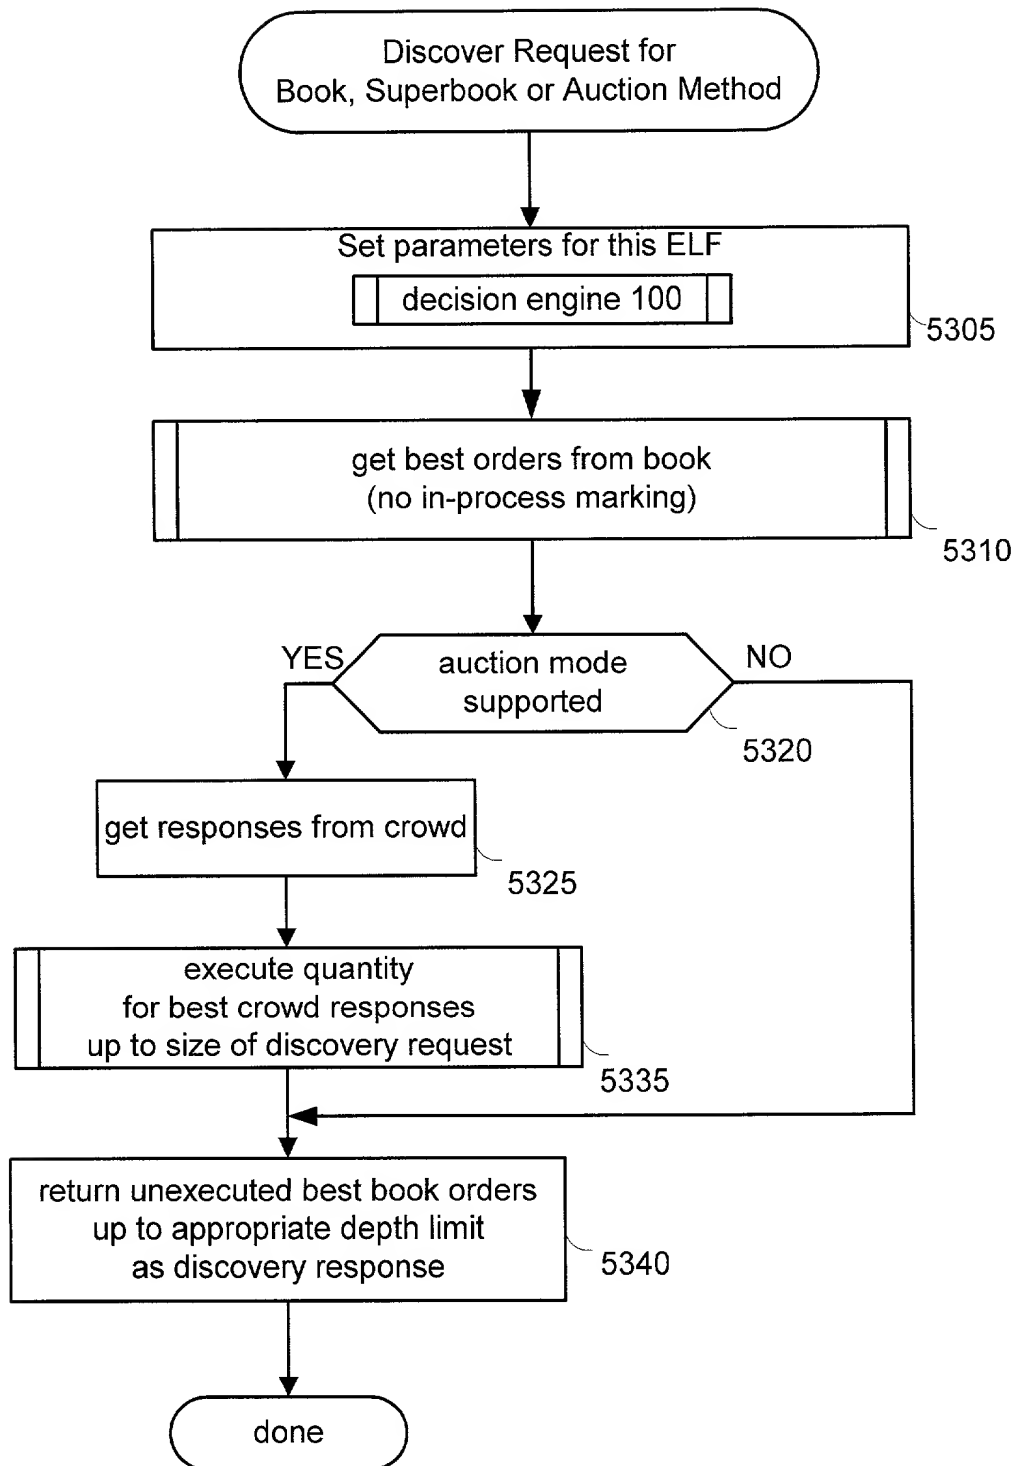 Discover Request for
Book, Superbook or Auction Method
Set parameters for this ELF
decision engine 100
5305
get best orders from book
(no in-process marking)
5310
YES
auction mode
supported
NO
5320
get responses from crowd
5325
execute quantity
for best crowd responses
up to size of discovery request
5335
return unexecuted best book orders
up to appropriate depth limit
as discovery response
5340
done